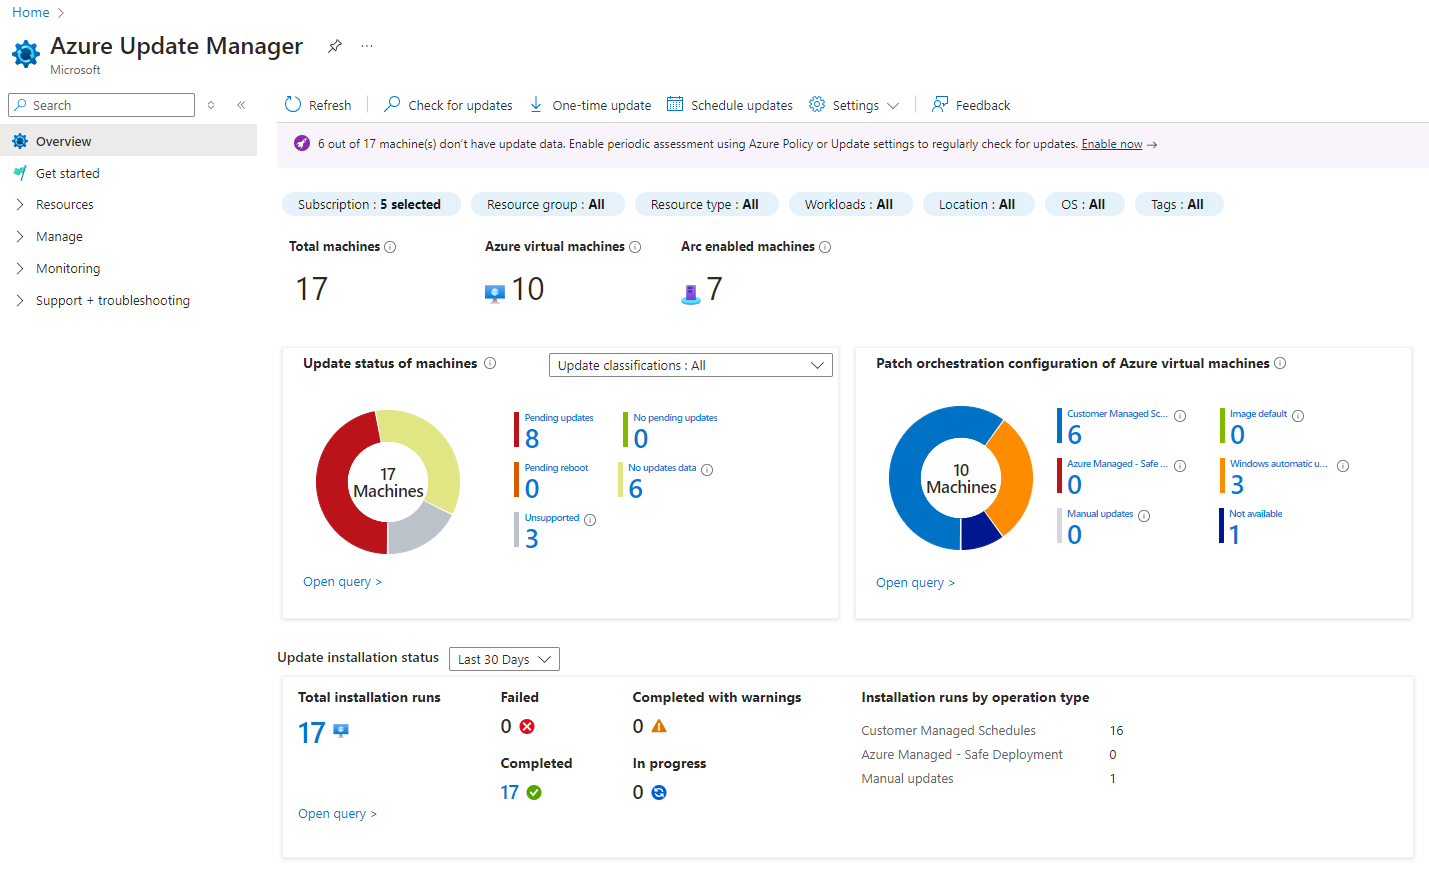 Home
Azure Update Manager
Microsoft
Search
Overview
Get started
Resources
Manage
Monitoring
Support + troubleshooting
Refresh
Check for updates
One-time update
Schedule updates
Settings
Feedback
6 out of 17 machine(s) don't have update data. Enable periodic assessment using Azure Policy or Update settings to regularly check for updates. Enable now →
Subscription : 5 selected
Resource group : All
Resource type : All
Workloads : All
Location : All
OS : All
Tags : All
Total machines
17
Azure virtual machines
10
Arc enabled machines
7
Update status of machines
Update classifications : All
17
Machines
Pending updates
8
No pending updates
0
Pending reboot
0
No updates data
6
Unsupported
3
Open query >
Patch orchestration configuration of Azure virtual machines
10
Machines
Customer Managed Sc...
6
Image default
0
Azure Managed - Safe ...
0
Windows automatic u...
3
Manual updates
0
Not available
1
Open query >
Update installation status
Last 30 Days
Total installation runs
17
Open query >
Failed
0
Completed with warnings
0
Completed
17
In progress
0
Installation runs by operation type
Customer Managed Schedules 16
Azure Managed - Safe Deployment 0
Manual updates 1